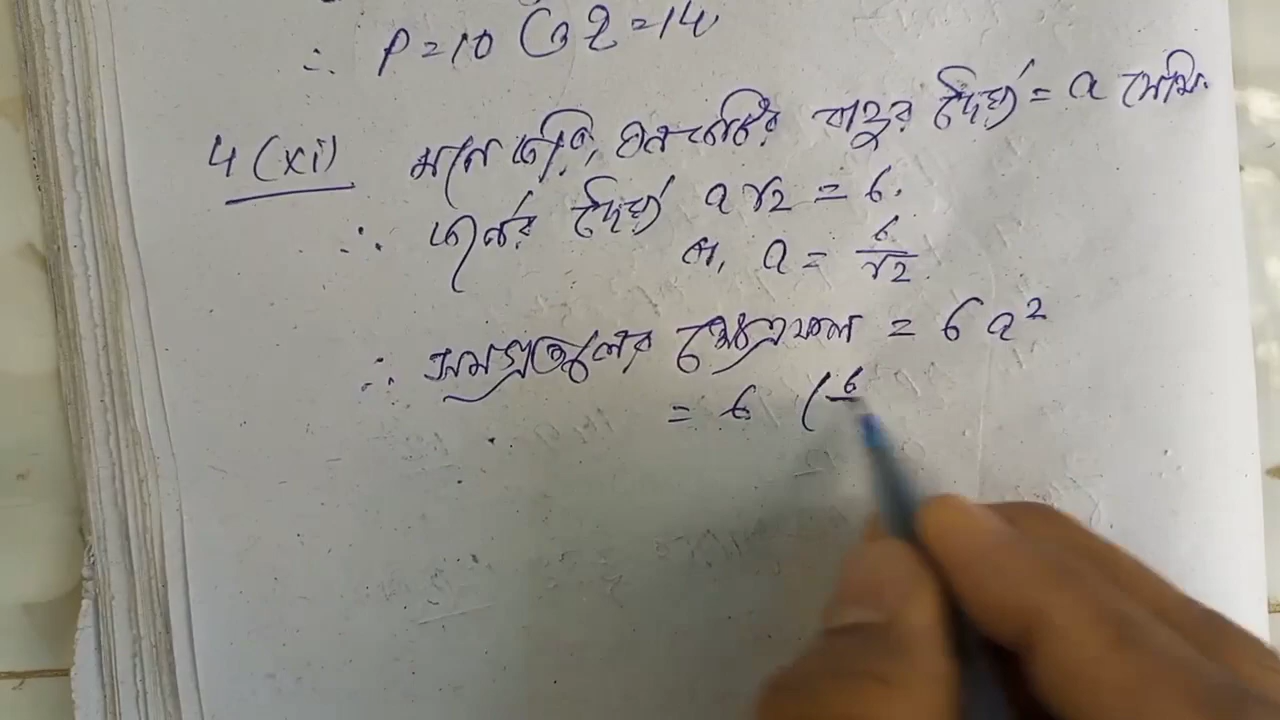 ∴ P = 10 ও q = 14
4 (xi) মনে করি, ঘনকটির বাহুর দৈর্ঘ্য = a সেমি.
∴ কর্ণের দৈর্ঘ্য a√2 = 6.
বা, a = 6/√2
∴ সমগ্রতলের ক্ষেত্রফল = 6a²
= 6 (6